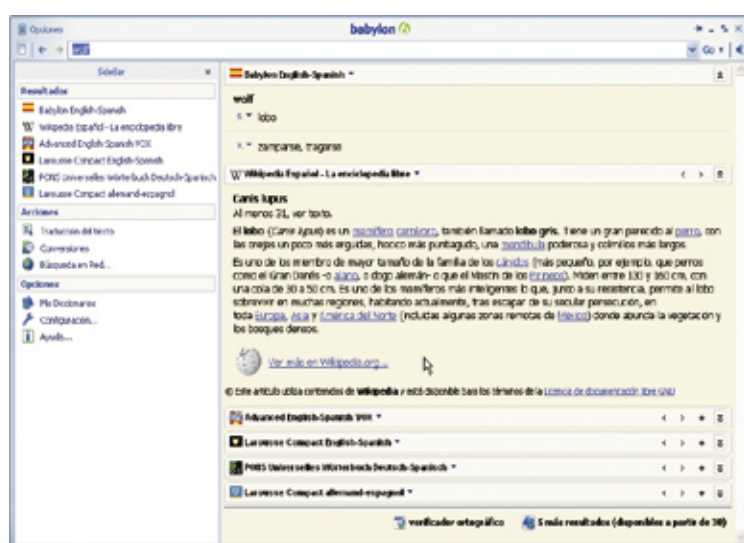 Opciones
babylon
Go
Sidebar
Resultados
Babylon English-Spanish
Wikipedia Español - La enciclopedia libre
Advanced English-Spanish VOX
Larousse Compact English-Spanish
PONS Universelles Wörterbuch Deutsch-Spanisch
Larousse Compact allemand-espagnol
Acciones
Traducción del texto
Conversiones
Búsqueda en Red...
Opciones
Mis Diccionarios
Configuración...
Ayuda...
Babylon English-Spanish
wolf
s. lobo
v. zamparse, tragarse
Wikipedia Español - La enciclopedia libre
Canis lupus
Al menos 31, ver texto.
El lobo (Canis lupus) es un mamífero carnívoro, también llamado lobo gris. Tiene un gran parecido al perro, con
las orejas un poco más erguidas, hocico más puntiagudo, una mandíbula poderosa y colmillos más largos.
Es uno de los miembro de mayor tamaño de la familia de los cánidos (más pequeño, por ejemplo, que perros
como el Gran Danés -o alano, o dogo alemán- o que el Mastín de los Pirineos). Miden entre 130 y 160 cm, con
una cola de 30 a 50 cm. Es uno de los mamíferos más inteligentes lo que, junto a su resistencia, permite al lobo
sobrevivir en muchas regiones, habitando actualmente, tras escapar de su secular persecución, en
toda Europa, Asia y América del Norte (incluidas algunas zonas remotas de México) donde abunda la vegetación y
los bosques densos.
Ver más en Wikipedia.org...
© Este artículo utiliza contenidos de Wikipedia y está disponible bajo los términos de la Licencia de documentación libre GNU
Advanced English-Spanish VOX
Larousse Compact English-Spanish
PONS Universelles Wörterbuch Deutsch-Spanisch
Larousse Compact allemand-espagnol
verificador ortográfico 5 más resultados (disponibles a partir de 30)